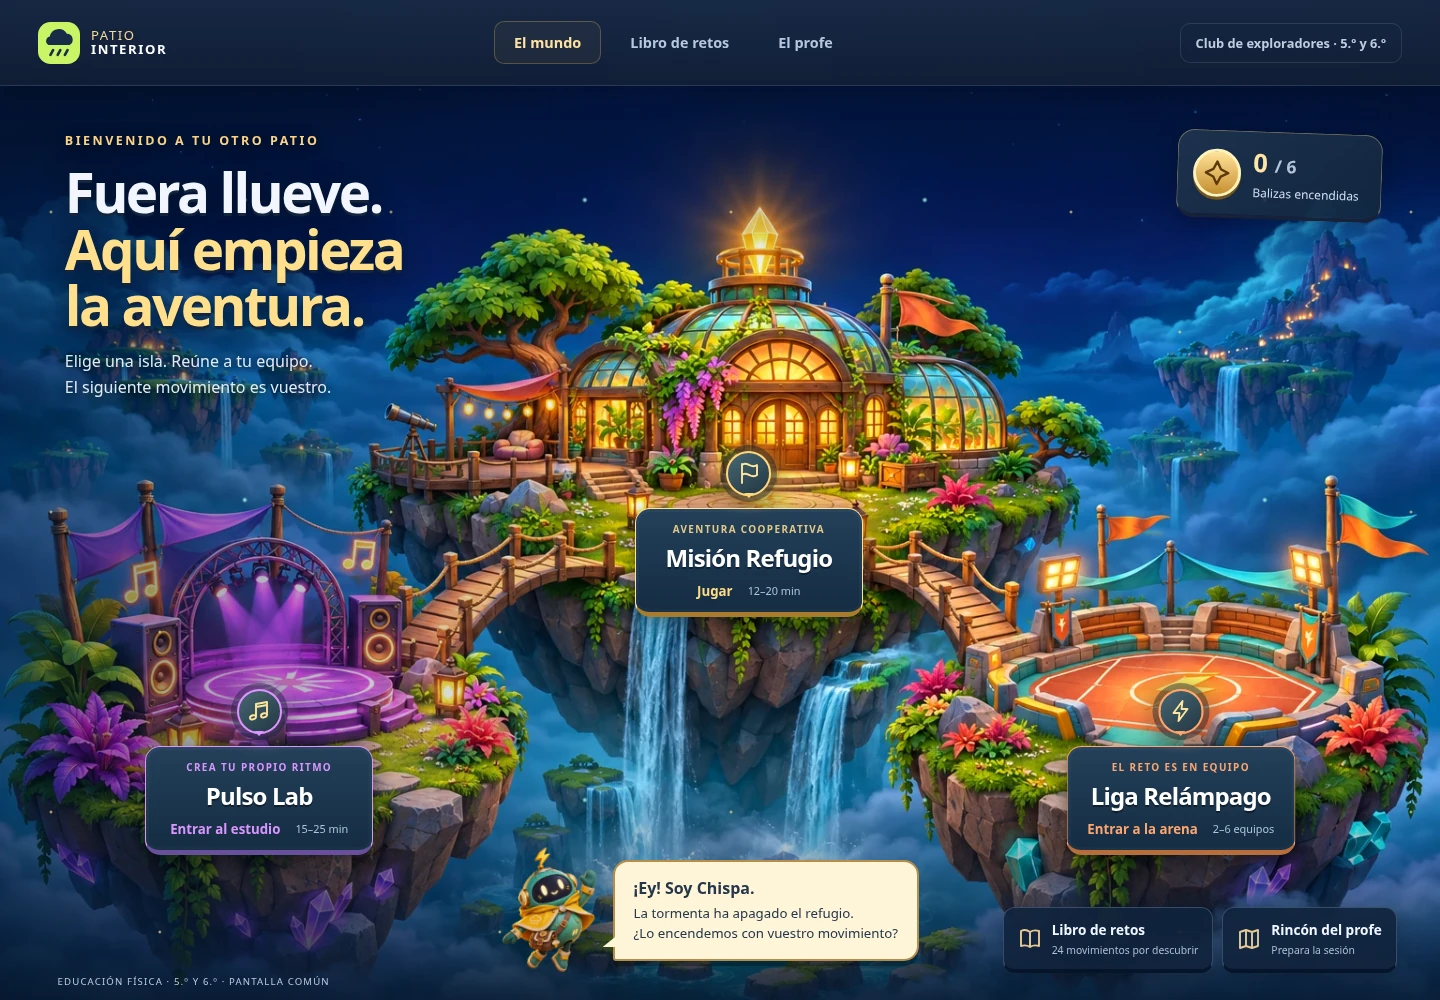 PATIO
INTERIOR
El mundo
Libro de retos
El profe
Club de exploradores · 5.º y 6.º
BIENVENIDO A TU OTRO PATIO
Fuera llueve.
Aquí empieza
la aventura.
Elige una isla. Reúne a tu equipo.
El siguiente movimiento es vuestro.
0 / 6
Balizas encendidas
AVENTURA COOPERATIVA
Misión Refugio
Jugar 12–20 min
CREA TU PROPIO RITMO
Pulso Lab
Entrar al estudio 15–25 min
EL RETO ES EN EQUIPO
Liga Relámpago
Entrar a la arena 2–6 equipos
¡Ey! Soy Chispa.
La tormenta ha apagado el refugio.
¿Lo encendemos con vuestro movimiento?
Libro de retos
24 movimientos por descubrir
Rincón del profe
Prepara la sesión
EDUCACIÓN FÍSICA · 5.º Y 6.º · PANTALLA COMÚN